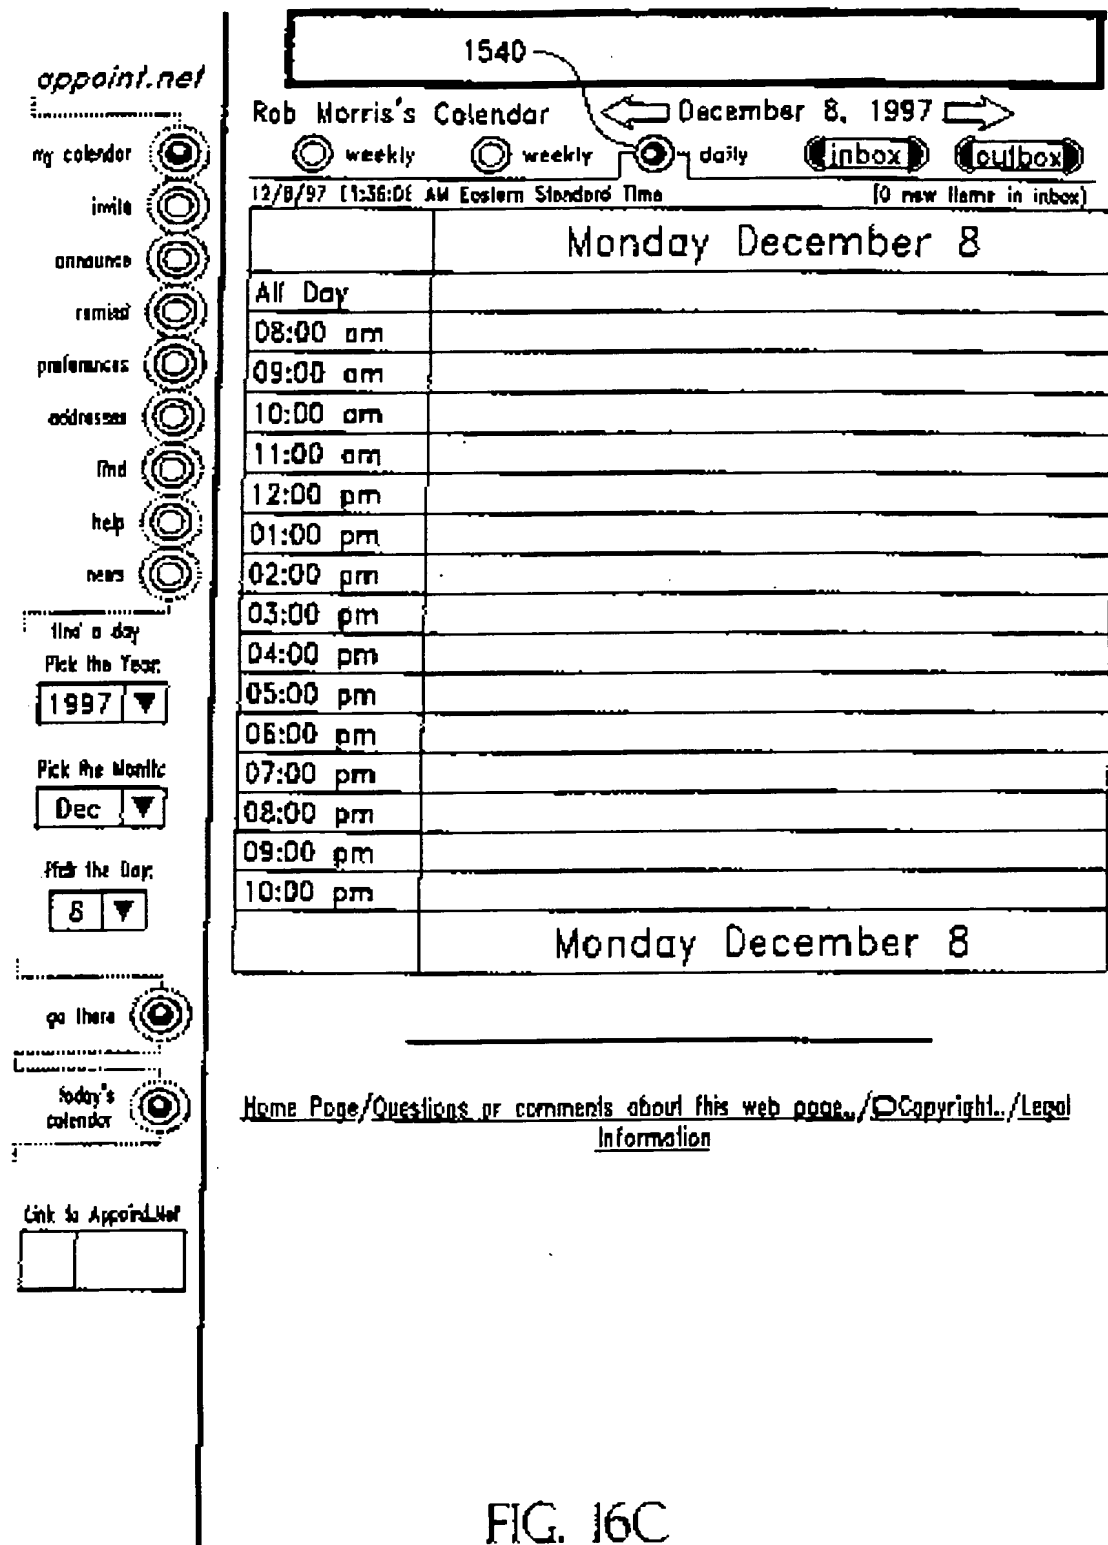 1540
appoint.net
Rob Morris's Calendar
December 8, 1997
my calendar
weekly
weekly
daily
inbox
outbox
12/8/97 AM Eastern Standard Time
[0 new items in inbox]
invite
announce
remind
preferences
addresses
find
help
news
Monday December 8
All Day
08:00 am
09:00 am
10:00 am
11:00 am
12:00 pm
01:00 pm
02:00 pm
03:00 pm
04:00 pm
05:00 pm
06:00 pm
07:00 pm
08:00 pm
09:00 pm
10:00 pm
Monday December 8
find a day
Pick the Year:
1997
Pick the Month:
Dec
Pick the Day:
8
go there
today's
calendar
Link to Appoint.Net
Home Page/Questions or comments about this web page../©Copyright../Legal
Information
FIG. 16C